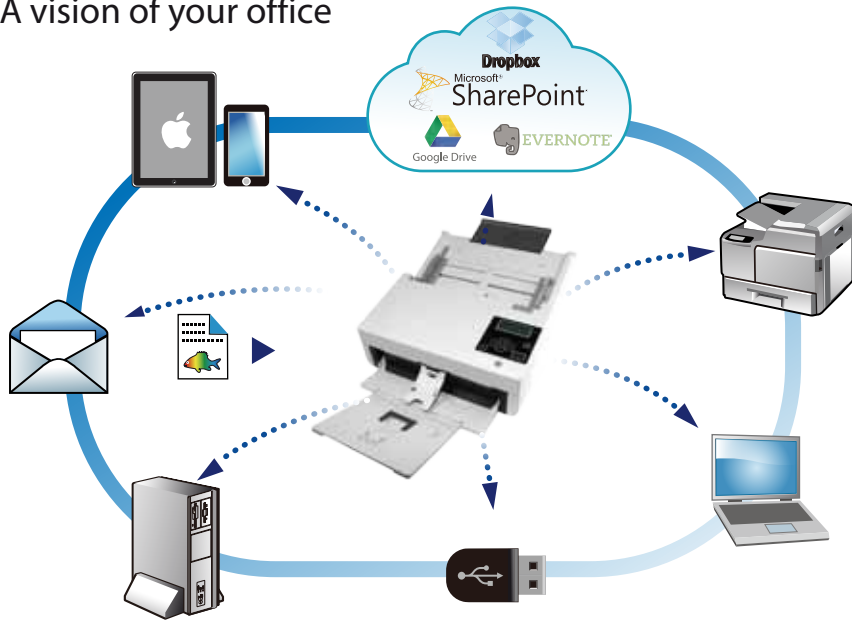 A vision of your office
Dropbox
Microsoft®
SharePoint
Google Drive
EVERNOTE